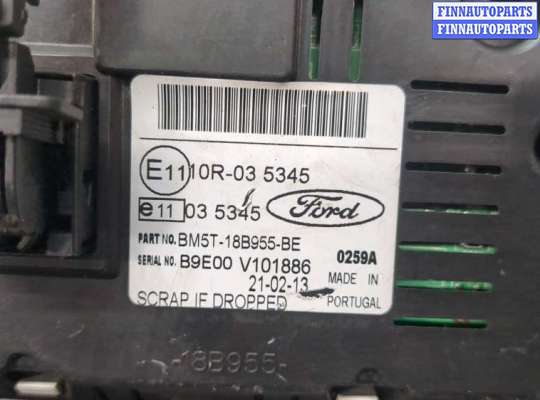 FINNAUTOPARTS
FINNAUTOPARTS
E11 10R-03 5345
e11 03 5345 Ford
PART NO. BM5T-18B955-BE 0259A
SERIAL NO. B9E00 V101886 MADE IN
21-02-13 PORTUGAL
SCRAP IF DROPPED
-18B955-